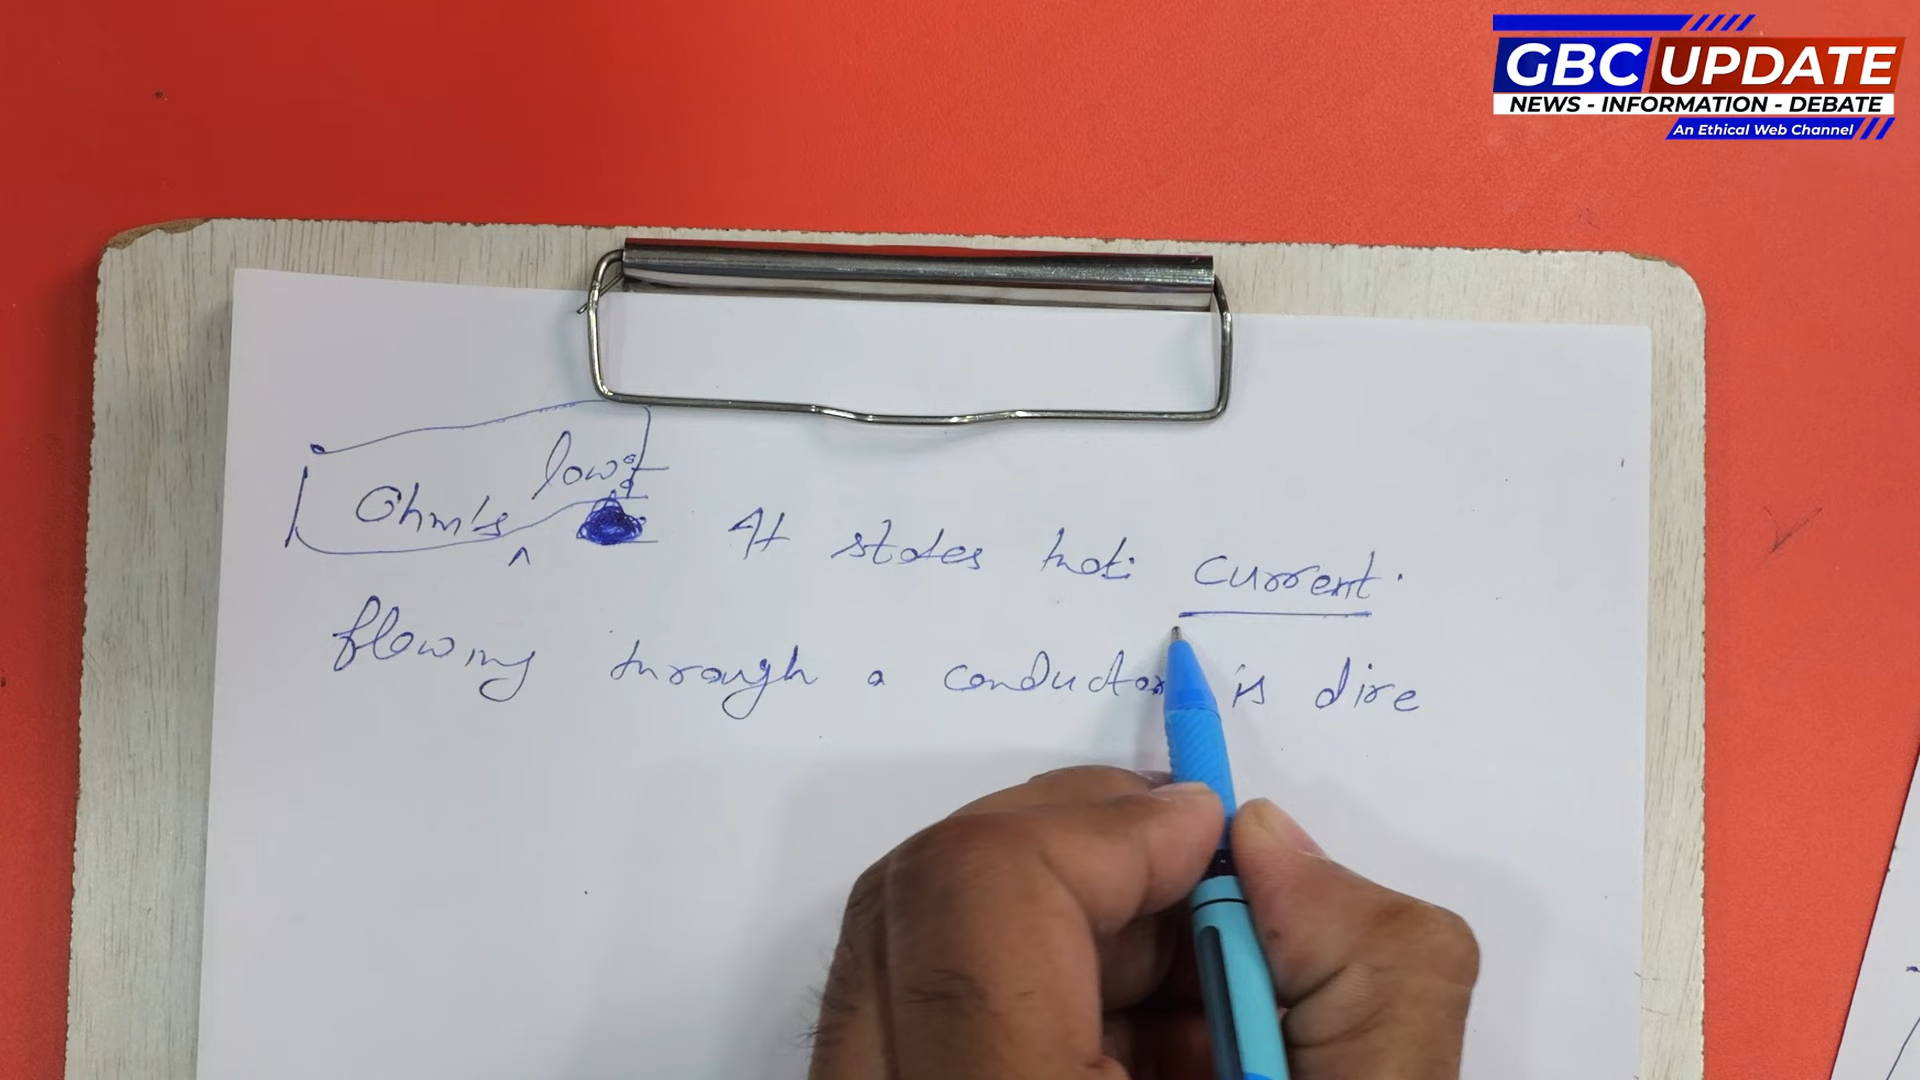 GBC UPDATE
NEWS - INFORMATION - DEBATE
An Ethical Web Channel
Ohm's low: It states that current
flowing through a conductor is dire